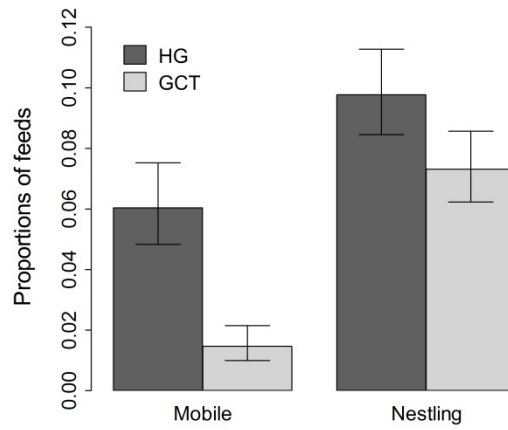 Proportions of feeds
0.12
0.10
0.08
0.06
0.04
0.02
0.00
HG
GCT
Mobile
Nestling